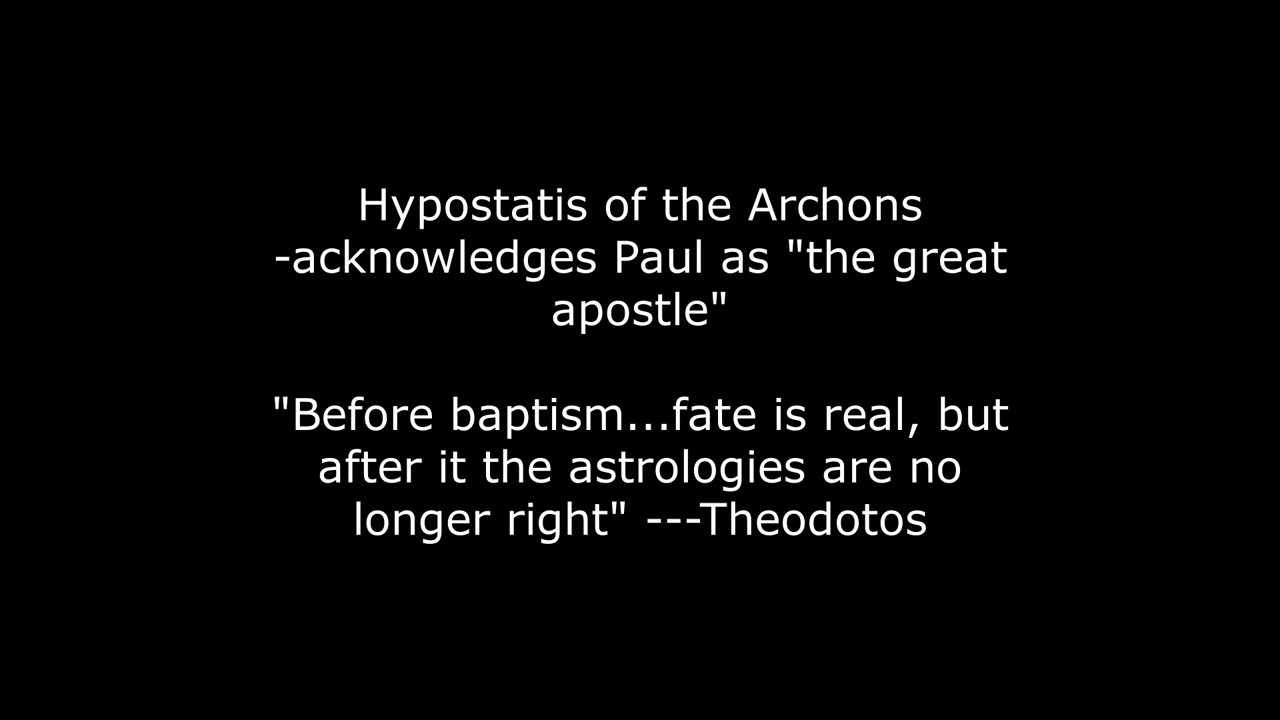 Hypostatis of the Archons
-acknowledges Paul as "the great
apostle"
"Before baptism...fate is real, but
after it the astrologies are no
longer right" ---Theodotos